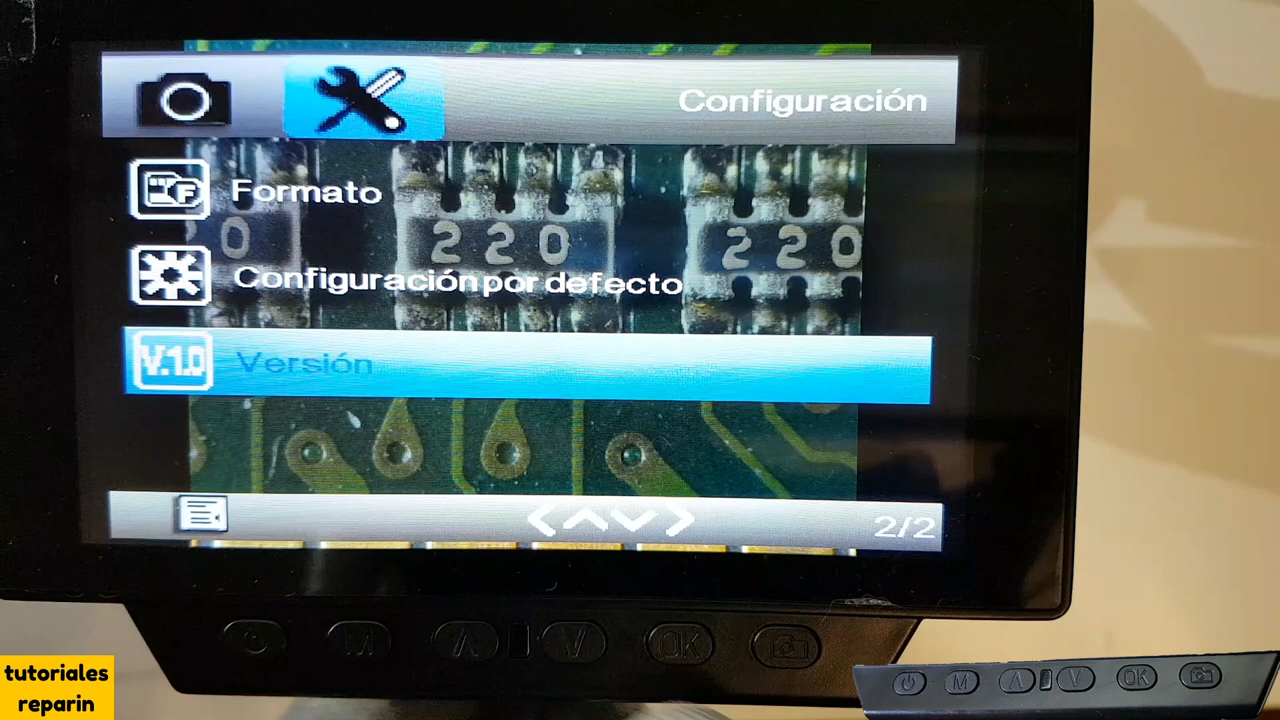 Configuración
F
Formato
0
220
220
Configuración por defecto
V.1.0
Versión
2/2
M
V
OK
M
V
OK
tutoriales
reparin